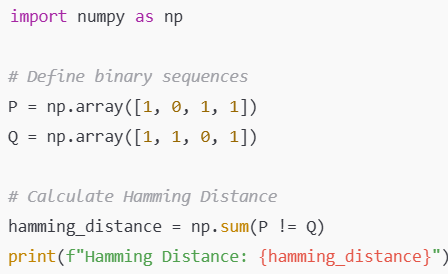 import numpy as np
# Define binary sequences
P = np.array([1, 0, 1, 1])
Q = np.array([1, 1, 0, 1])
# Calculate Hamming Distance
hamming_distance = np.sum(P != Q)
print(f"Hamming Distance: {hamming_distance}")